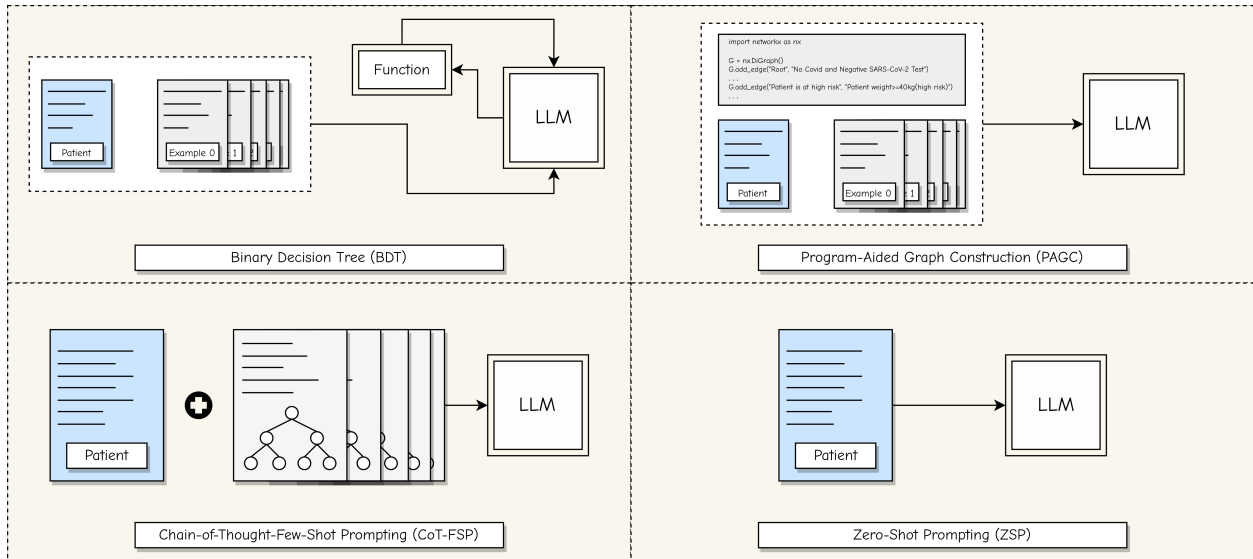 Function
LLM
Patient
Example 0
1
2
Binary Decision Tree (BDT)
import networkx as nx
G = nx.DiGraph()
G.add_edge("Root", "No Covid and Negative SARS-CoV-2 Test")
. . .
G.add_edge("Patient is at high risk", "Patient weight>=40kg(high risk)")
. . .
LLM
Patient
Example 0
1
Program-Aided Graph Construction (PAGC)
Patient
LLM
Chain-of-Thought-Few-Shot Prompting (CoT-FSP)
Patient
LLM
Zero-Shot Prompting (ZSP)